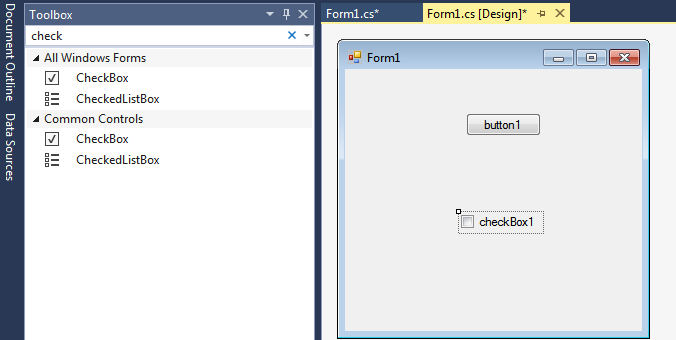 Document Outline
Data Sources
Toolbox
check
All Windows Forms
CheckBox
CheckedListBox
Common Controls
CheckBox
CheckedListBox
Form1.cs*
Form1.cs [Design]*
Form1
button1
checkBox1